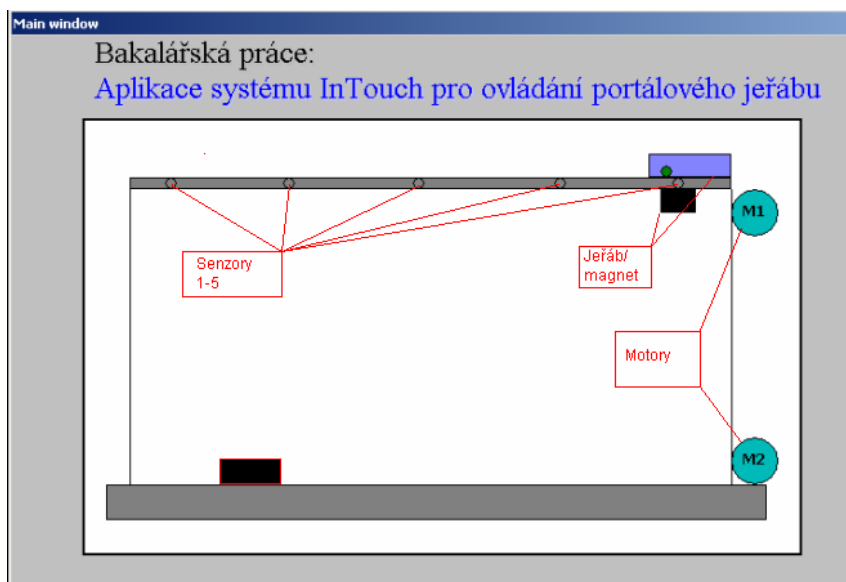 Main window
Bakalářská práce:
Aplikace systému InTouch pro ovládání portálového jeřábu
M1
Senzory
1-5
Jeřáb/
magnet
Motory
M2